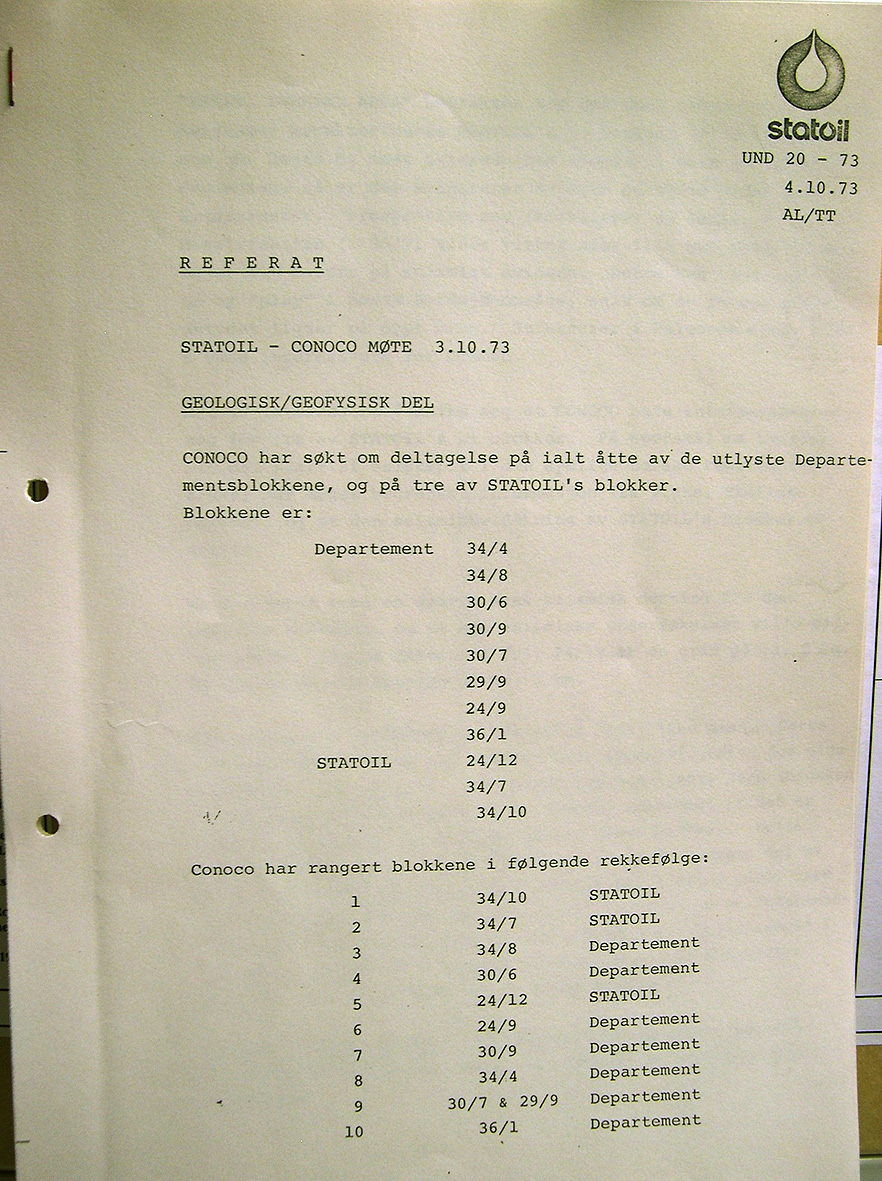 statoil
UND 20 - 73
4.10.73
AL/TT
R E F E R A T
STATOIL - CONOCO MØTE 3.10.73
GEOLOGISK/GEOFYSISK DEL
CONOCO har søkt om deltagelse på ialt åtte av de utlyste Departe-
mentsblokkene, og på tre av STATOIL's blokker.
Blokkene er:
Departement 34/4
34/8
30/6
30/9
30/7
29/9
24/9
36/1
STATOIL 24/12
34/7
34/10
Conoco har rangert blokkene i følgende rekkefølge:
1 34/10 STATOIL
2 34/7 STATOIL
3 34/8 Departement
4 30/6 Departement
5 24/12 STATOIL
6 24/9 Departement
7 30/9 Departement
8 34/4 Departement
9 30/7 & 29/9 Departement
10 36/1 Departement